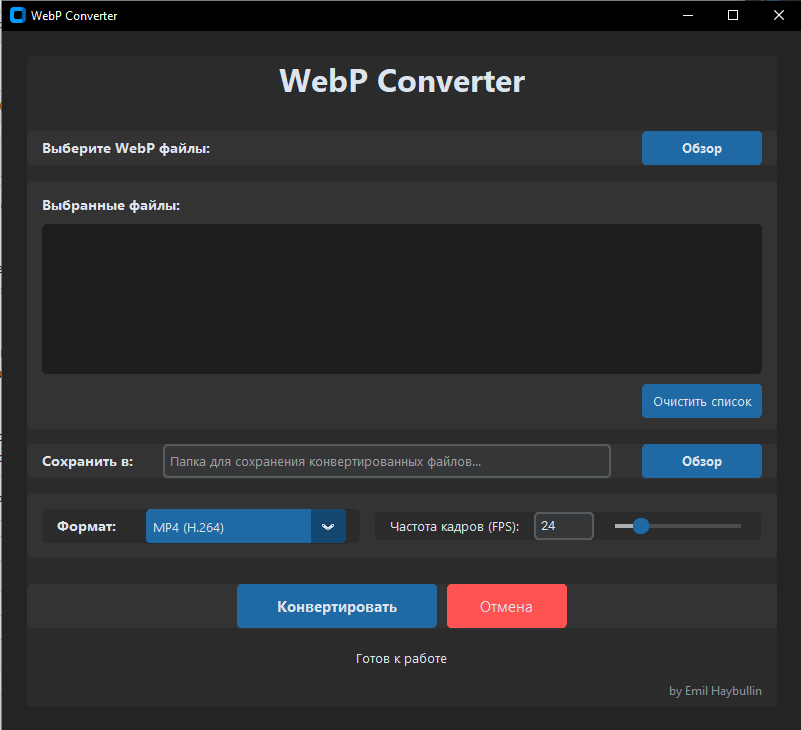 WebP Converter
WebP Converter
Выберите WebP файлы:
Обзор
Выбранные файлы:
Очистить список
Сохранить в:
Папка для сохранения конвертированных файлов...
Обзор
Формат:
MP4 (H.264)
Частота кадров (FPS):
24
Конвертировать
Отмена
Готов к работе
by Emil Haybullin